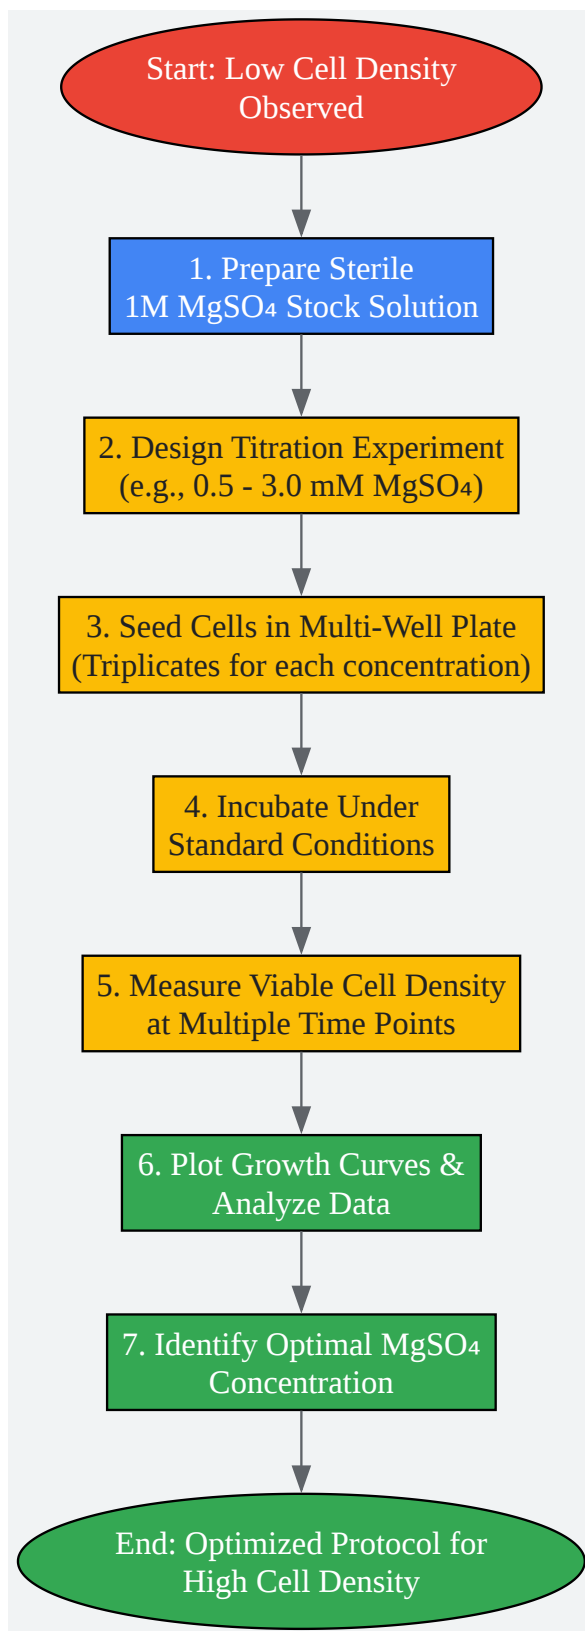 Start: Low Cell Density
Observed
1. Prepare Sterile
1M MgSO₄ Stock Solution
2. Design Titration Experiment
(e.g., 0.5 - 3.0 mM MgSO₄)
3. Seed Cells in Multi-Well Plate
(Triplicates for each concentration)
4. Incubate Under
Standard Conditions
5. Measure Viable Cell Density
at Multiple Time Points
6. Plot Growth Curves &
Analyze Data
7. Identify Optimal MgSO₄
Concentration
End: Optimized Protocol for
High Cell Density